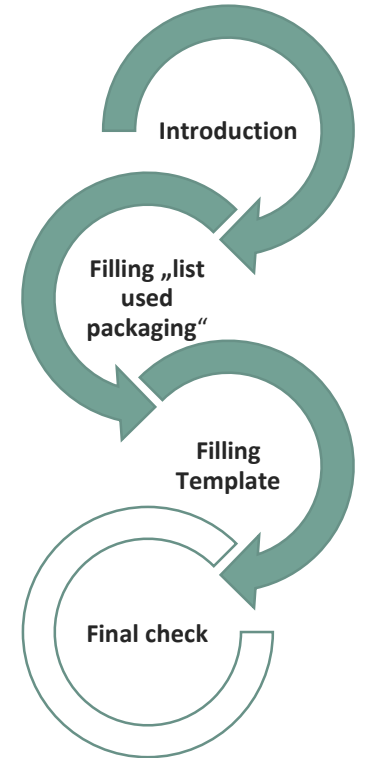 Introduction
Filling „list
used
packaging“
Filling
Template
Final check